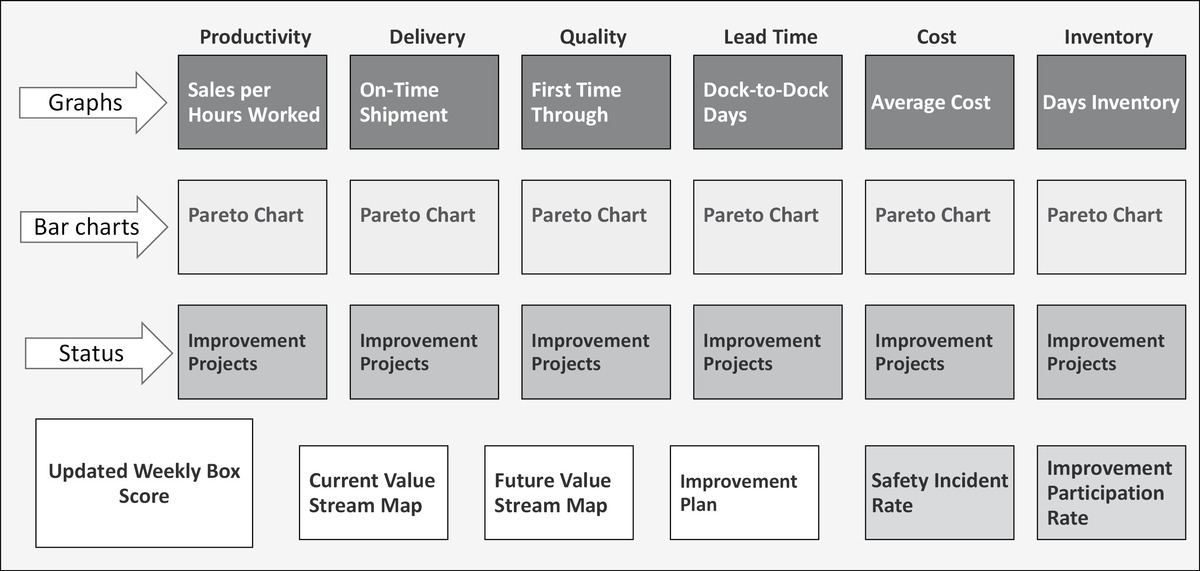 Productivity Delivery Quality Lead Time Cost Inventory
Graphs
Sales per
Hours Worked
On-Time
Shipment
First Time
Through
Dock-to-Dock
Days
Average Cost
Days Inventory
Bar charts
Pareto Chart
Pareto Chart
Pareto Chart
Pareto Chart
Pareto Chart
Pareto Chart
Status
Improvement
Projects
Improvement
Projects
Improvement
Projects
Improvement
Projects
Improvement
Projects
Improvement
Projects
Updated Weekly Box
Score
Current Value
Stream Map
Future Value
Stream Map
Improvement
Plan
Safety Incident
Rate
Improvement
Participation
Rate